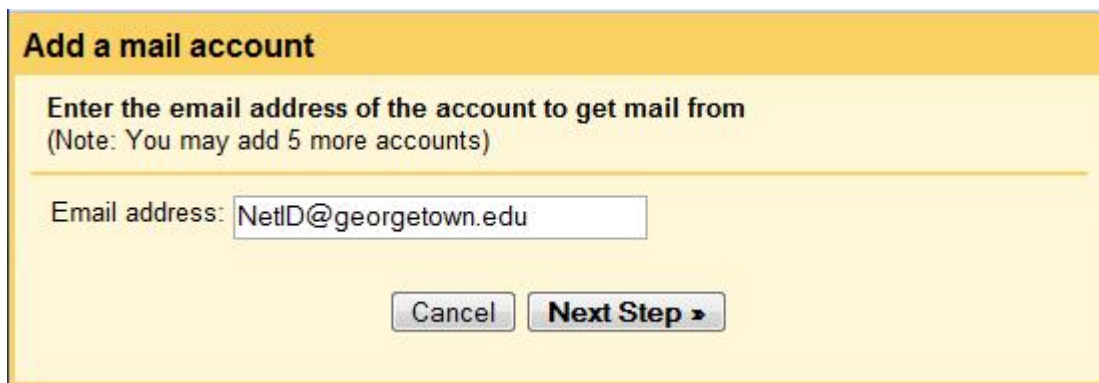 Add a mail account
Enter the email address of the account to get mail from
(Note: You may add 5 more accounts)
Email address: NetID@georgetown.edu
Cancel Next Step »